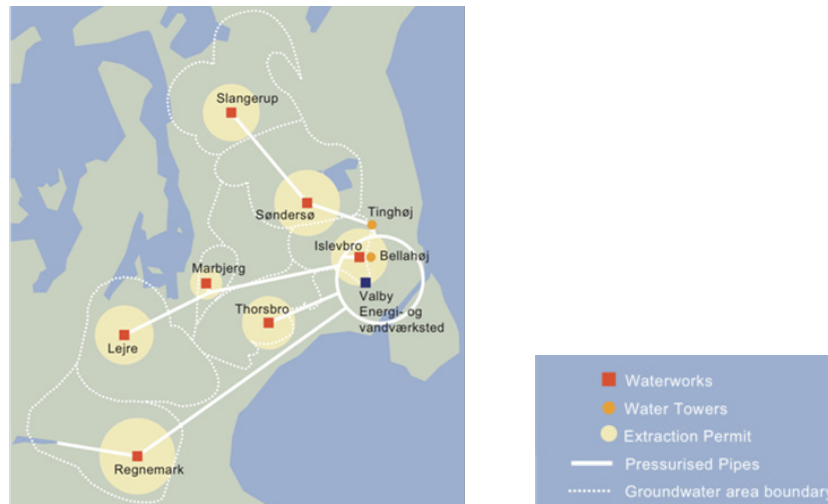 Slangerup
Søndersø
Tinghøj
Islevbro
Bellahøj
Marbjerg
Valby
Energi- og
vandværksted
Thorsbro
Lejre
Regnemark
Waterworks
Water Towers
Extraction Permit
Pressurised Pipes
Groundwater area boundary